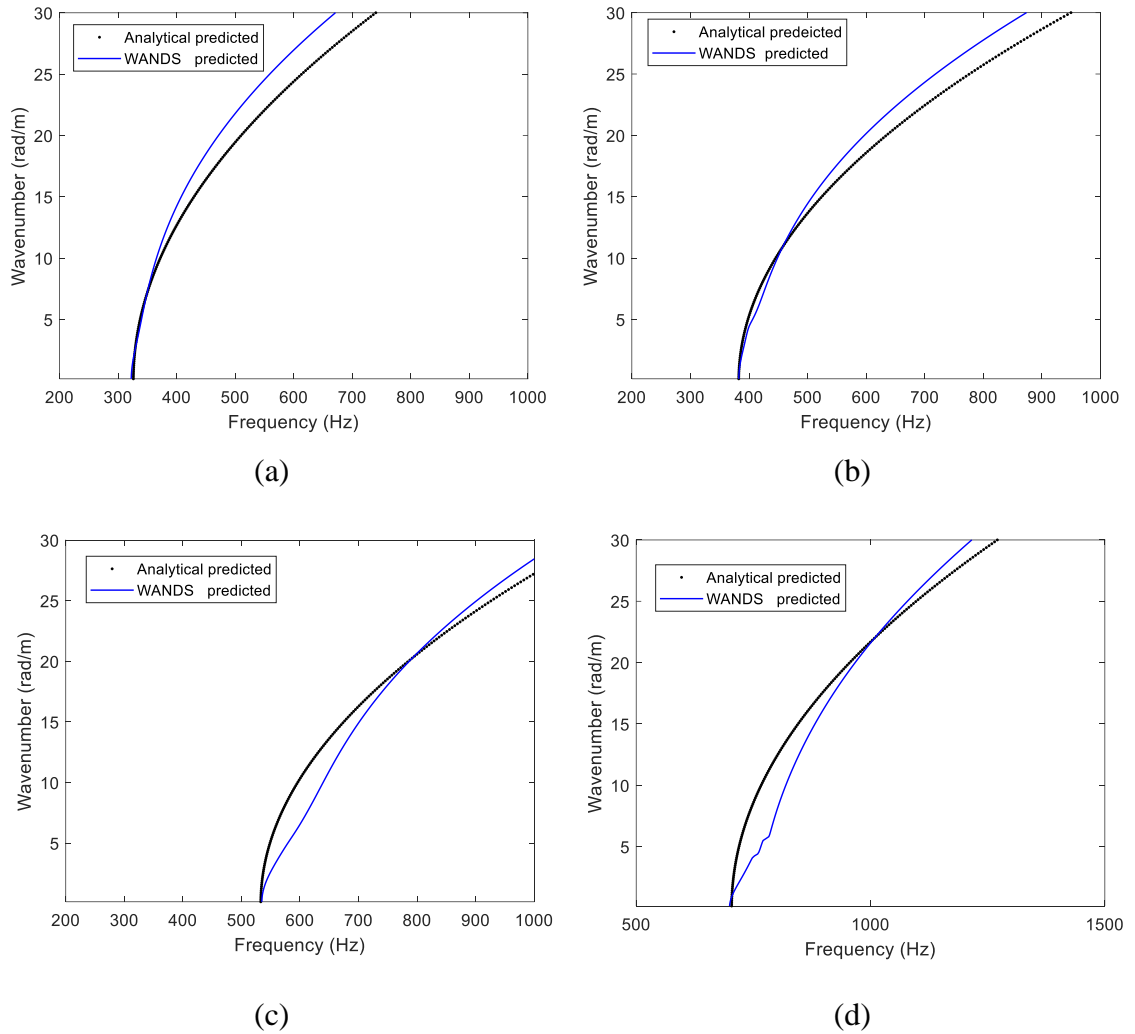 Analytical predicted
WANDS predicted
30
25
20
15
10
5
Wavenumber (rad/m)
200 300 400 500 600 700 800 900 1000
Frequency (Hz)
(a)
Analytical predeicted
WANDS predicted
30
25
20
15
10
5
Wavenumber (rad/m)
200 300 400 500 600 700 800 900 1000
Frequency (Hz)
(b)
Analytical predicted
WANDS predicted
30
25
20
15
10
5
Wavenumber (rad/m)
200 300 400 500 600 700 800 900 1000
Frequency (Hz)
(c)
Analytical predicted
WANDS predicted
30
25
20
15
10
5
Wavenumber (rad/m)
500 1000 1500
Frequency (Hz)
(d)